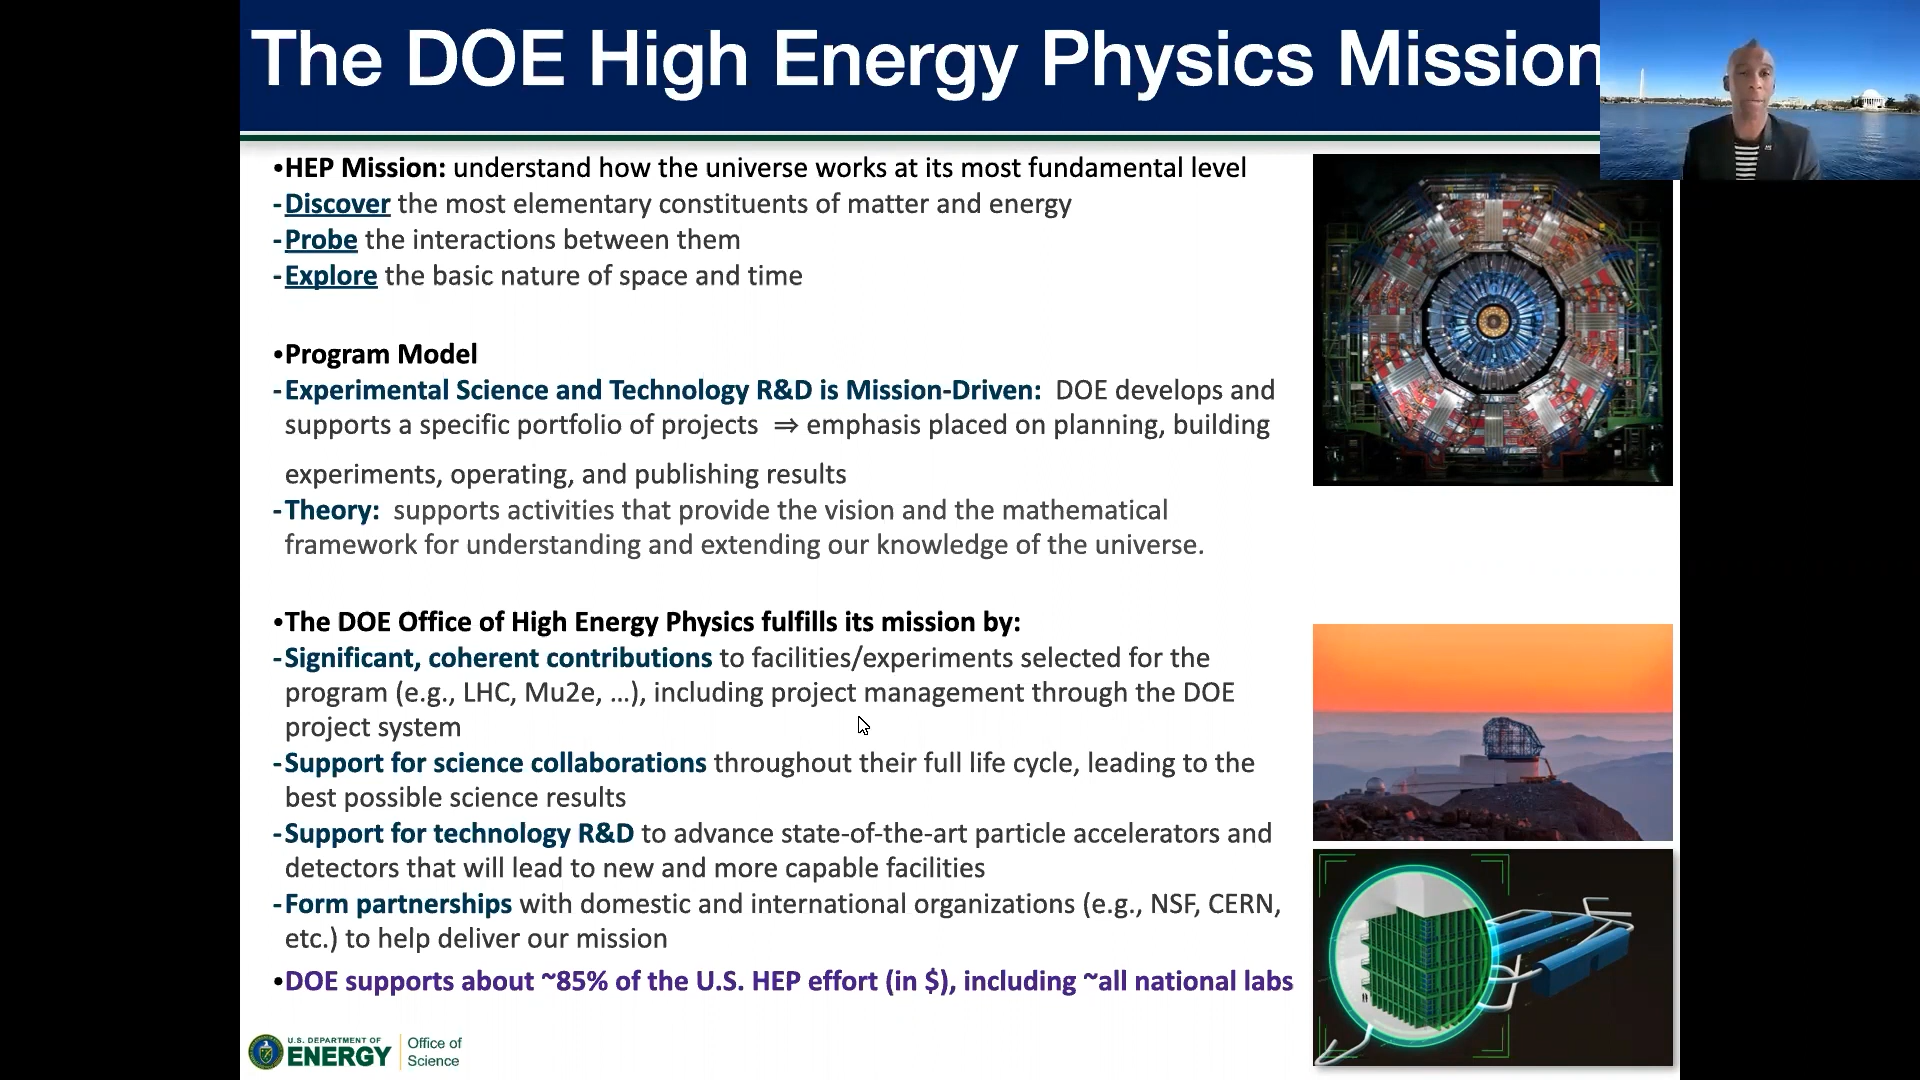 The DOE High Energy Physics Mission
•HEP Mission: understand how the universe works at its most fundamental level
-Discover the most elementary constituents of matter and energy
-Probe the interactions between them
-Explore the basic nature of space and time
•Program Model
-Experimental Science and Technology R&D is Mission-Driven: DOE develops and
supports a specific portfolio of projects ⇒ emphasis placed on planning, building
experiments, operating, and publishing results
-Theory: supports activities that provide the vision and the mathematical
framework for understanding and extending our knowledge of the universe.
•The DOE Office of High Energy Physics fulfills its mission by:
-Significant, coherent contributions to facilities/experiments selected for the
program (e.g., LHC, Mu2e, …), including project management through the DOE
project system
-Support for science collaborations throughout their full life cycle, leading to the
best possible science results
-Support for technology R&D to advance state-of-the-art particle accelerators and
detectors that will lead to new and more capable facilities
-Form partnerships with domestic and international organizations (e.g., NSF, CERN,
etc.) to help deliver our mission
•DOE supports about ~85% of the U.S. HEP effort (in $), including ~all national labs
U.S. DEPARTMENT OF
ENERGY
Office of
Science